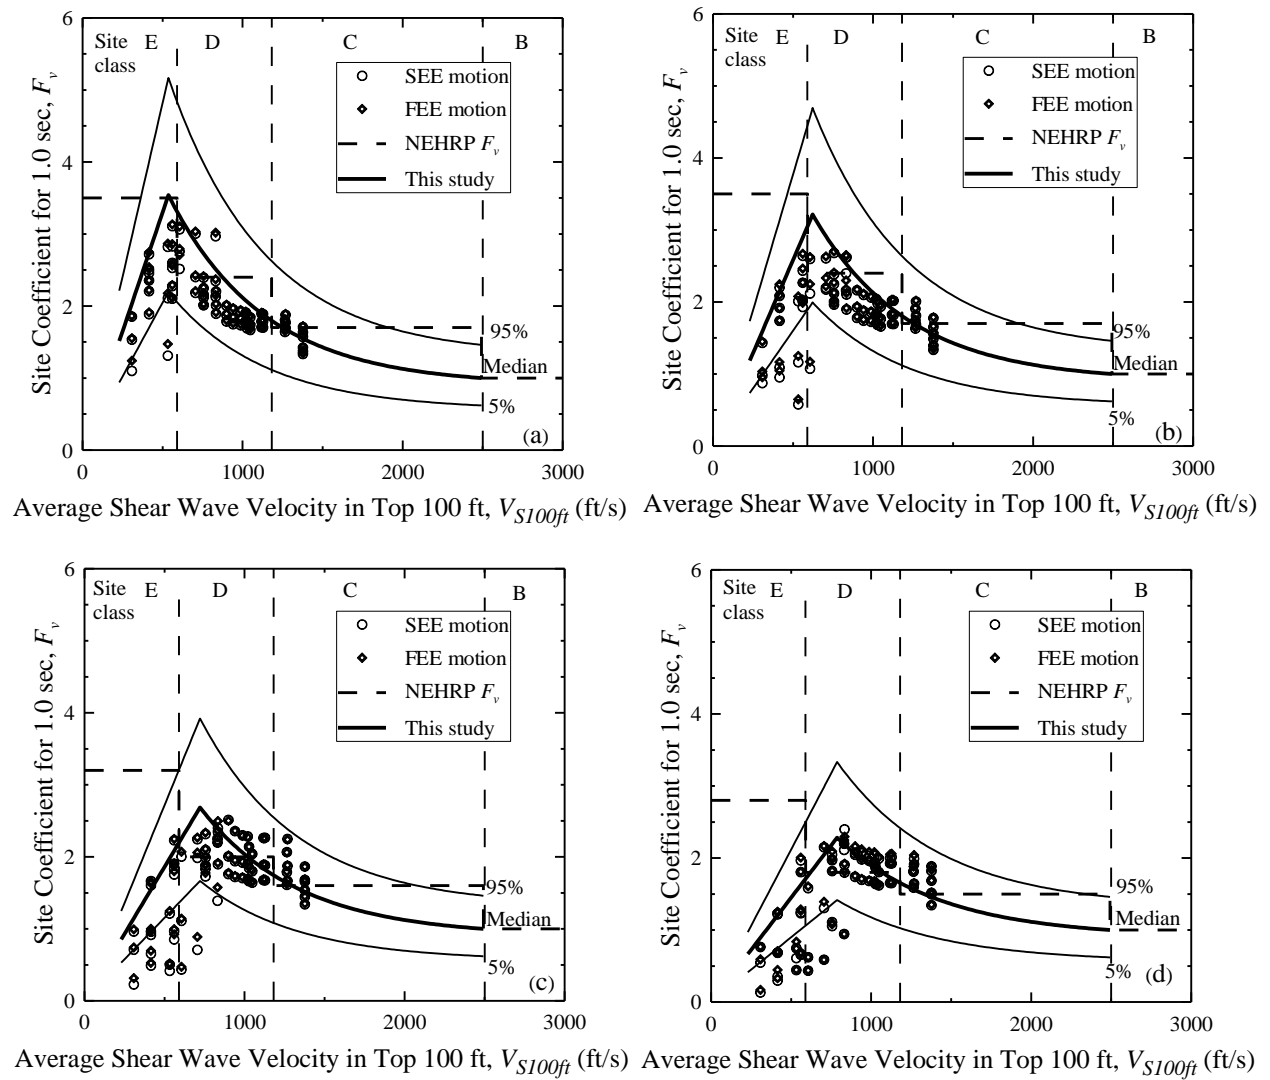 6
4
2
0
Site Coefficient for 1.0 sec, Fv
Site
class
E
D
C
B
SEE motion
FEE motion
NEHRP Fv
This study
95%
Median
5%
(a)
0
1000
2000
3000
Average Shear Wave Velocity in Top 100 ft, VS100ft (ft/s)
6
4
2
0
Site Coefficient for 1.0 sec, Fv
Site
class
E
D
C
B
SEE motion
FEE motion
NEHRP Fv
This study
95%
Median
5%
(b)
0
1000
2000
3000
Average Shear Wave Velocity in Top 100 ft, VS100ft (ft/s)
6
4
2
0
Site Coefficient for 1.0 sec, Fv
Site
class
E
D
C
B
SEE motion
FEE motion
NEHRP Fv
This study
95%
Median
5%
(c)
0
1000
2000
3000
Average Shear Wave Velocity in Top 100 ft, VS100ft (ft/s)
6
4
2
0
Site Coefficient for 1.0 sec, Fv
Site
class
E
D
C
B
SEE motion
FEE motion
NEHRP Fv
This study
95%
Median
5%
(d)
0
1000
2000
3000
Average Shear Wave Velocity in Top 100 ft, VS100ft (ft/s)